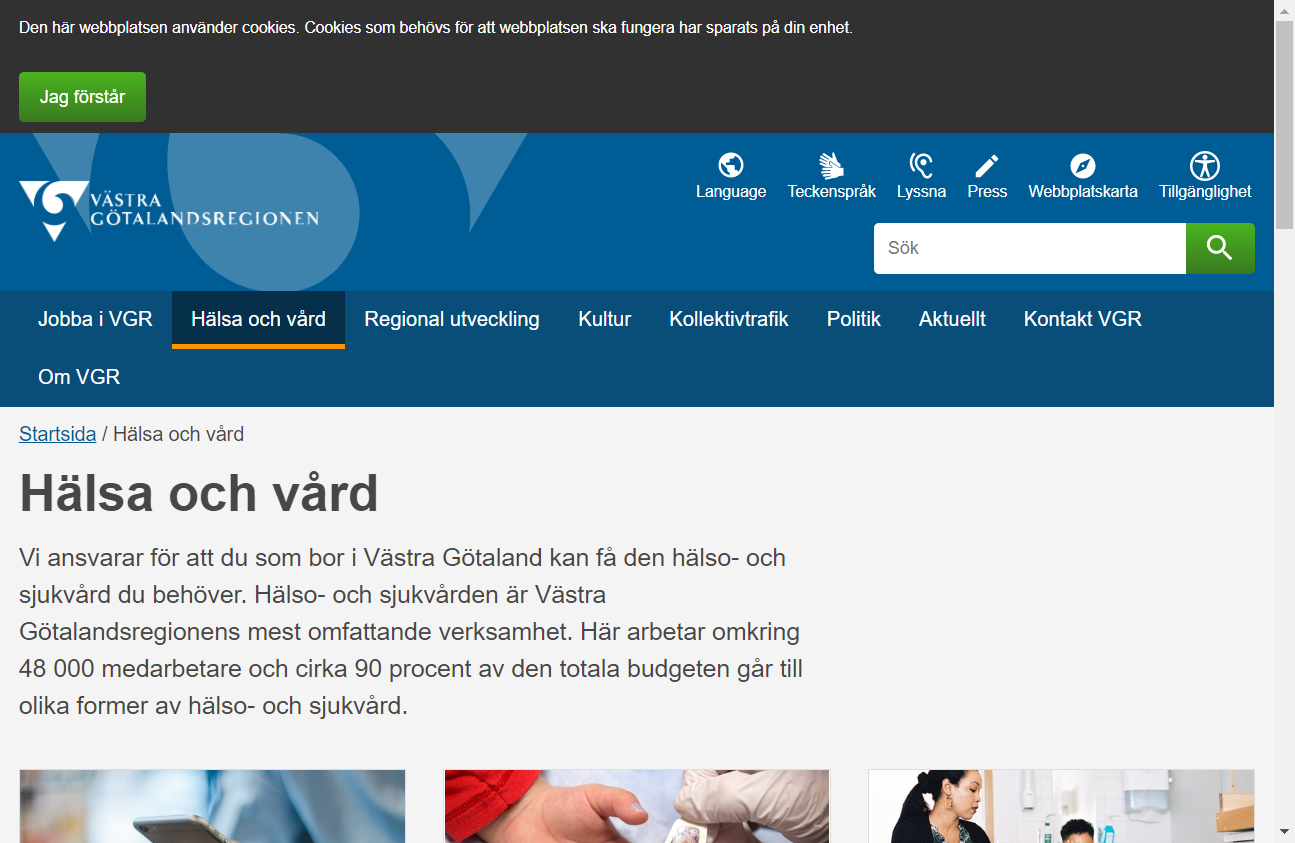 Den här webbplatsen använder cookies. Cookies som behövs för att webbplatsen ska fungera har sparats på din enhet.
Jag förstår
VÄSTRA
GÖTALANDSREGIONEN
Language
Teckenspråk
Lyssna
Press
Webbplatskarta
Tillgänglighet
Sök
Jobba i VGR
Hälsa och vård
Regional utveckling
Kultur
Kollektivtrafik
Politik
Aktuellt
Kontakt VGR
Om VGR
Startsida / Hälsa och vård
Hälsa och vård
Vi ansvarar för att du som bor i Västra Götaland kan få den hälso- och
sjukvård du behöver. Hälso- och sjukvården är Västra
Götalandsregionens mest omfattande verksamhet. Här arbetar omkring
48 000 medarbetare och cirka 90 procent av den totala budgeten går till
olika former av hälso- och sjukvård.